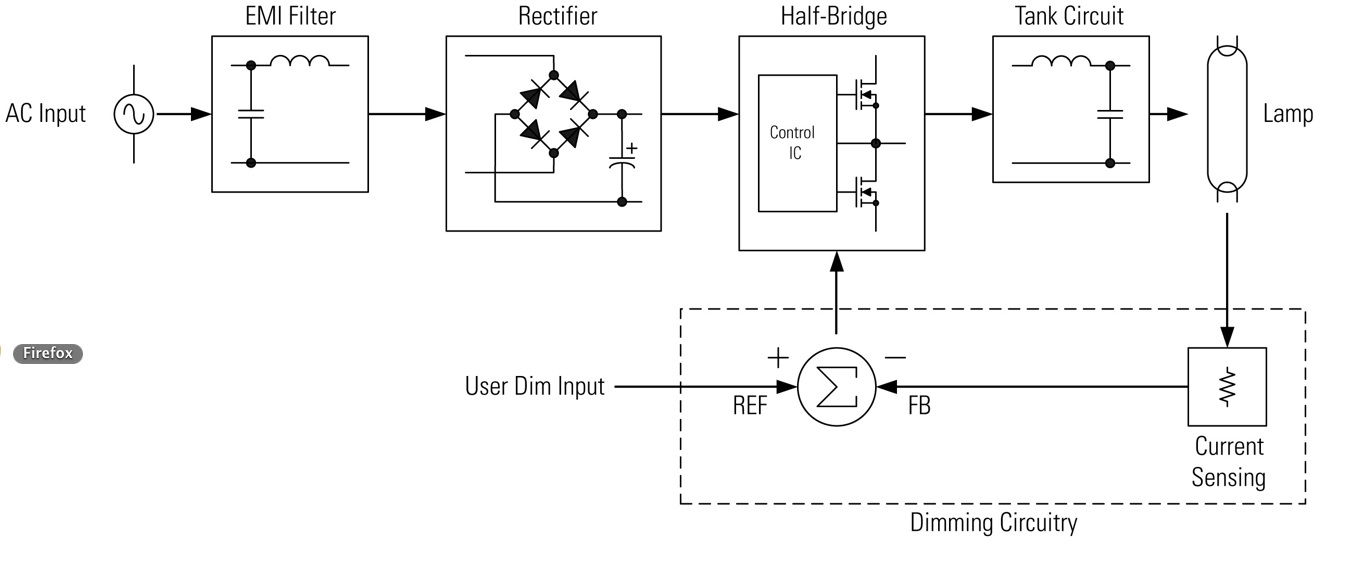 EMI Filter
Rectifier
Half-Bridge
Tank Circuit
AC Input
Control
IC
Lamp
+
Firefox
+
−
User Dim Input
REF
Σ
FB
Current
Sensing
Dimming Circuitry